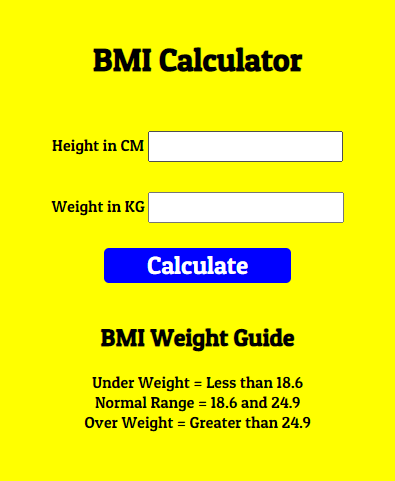 BMI Calculator
Height in CM
Weight in KG
Calculate
BMI Weight Guide
Under Weight = Less than 18.6
Normal Range = 18.6 and 24.9
Over Weight = Greater than 24.9